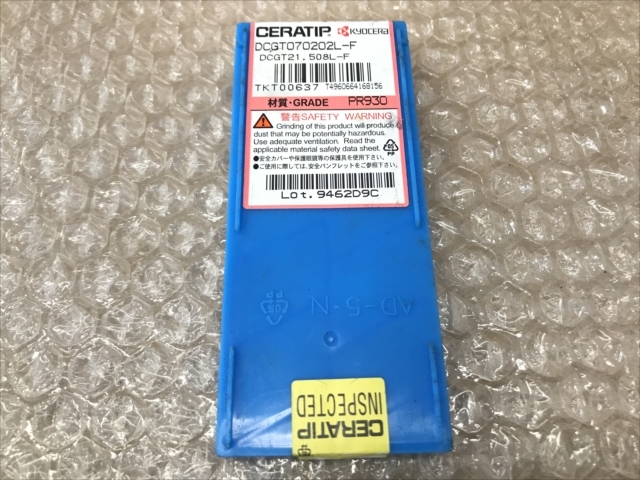 CERATIP KYOCERA
DCGT070202L-F
DCGT21.508L-F
TKT00637 T4960664168156
材質・GRADE PR930
警告SAFETY WARNING
Grinding of this product will produce
dust that may be potentially hazardous.
Use adequate ventilation. Read the
applicable material safety data sheet.
●安全カバーや保護眼鏡等の保護具を使用下さい。
●ご使用に際しては、安全パンフレットをご参照下さい。
Lot.9462D9C
AD-5-N
05
PP
CERATIP
INSPECTED